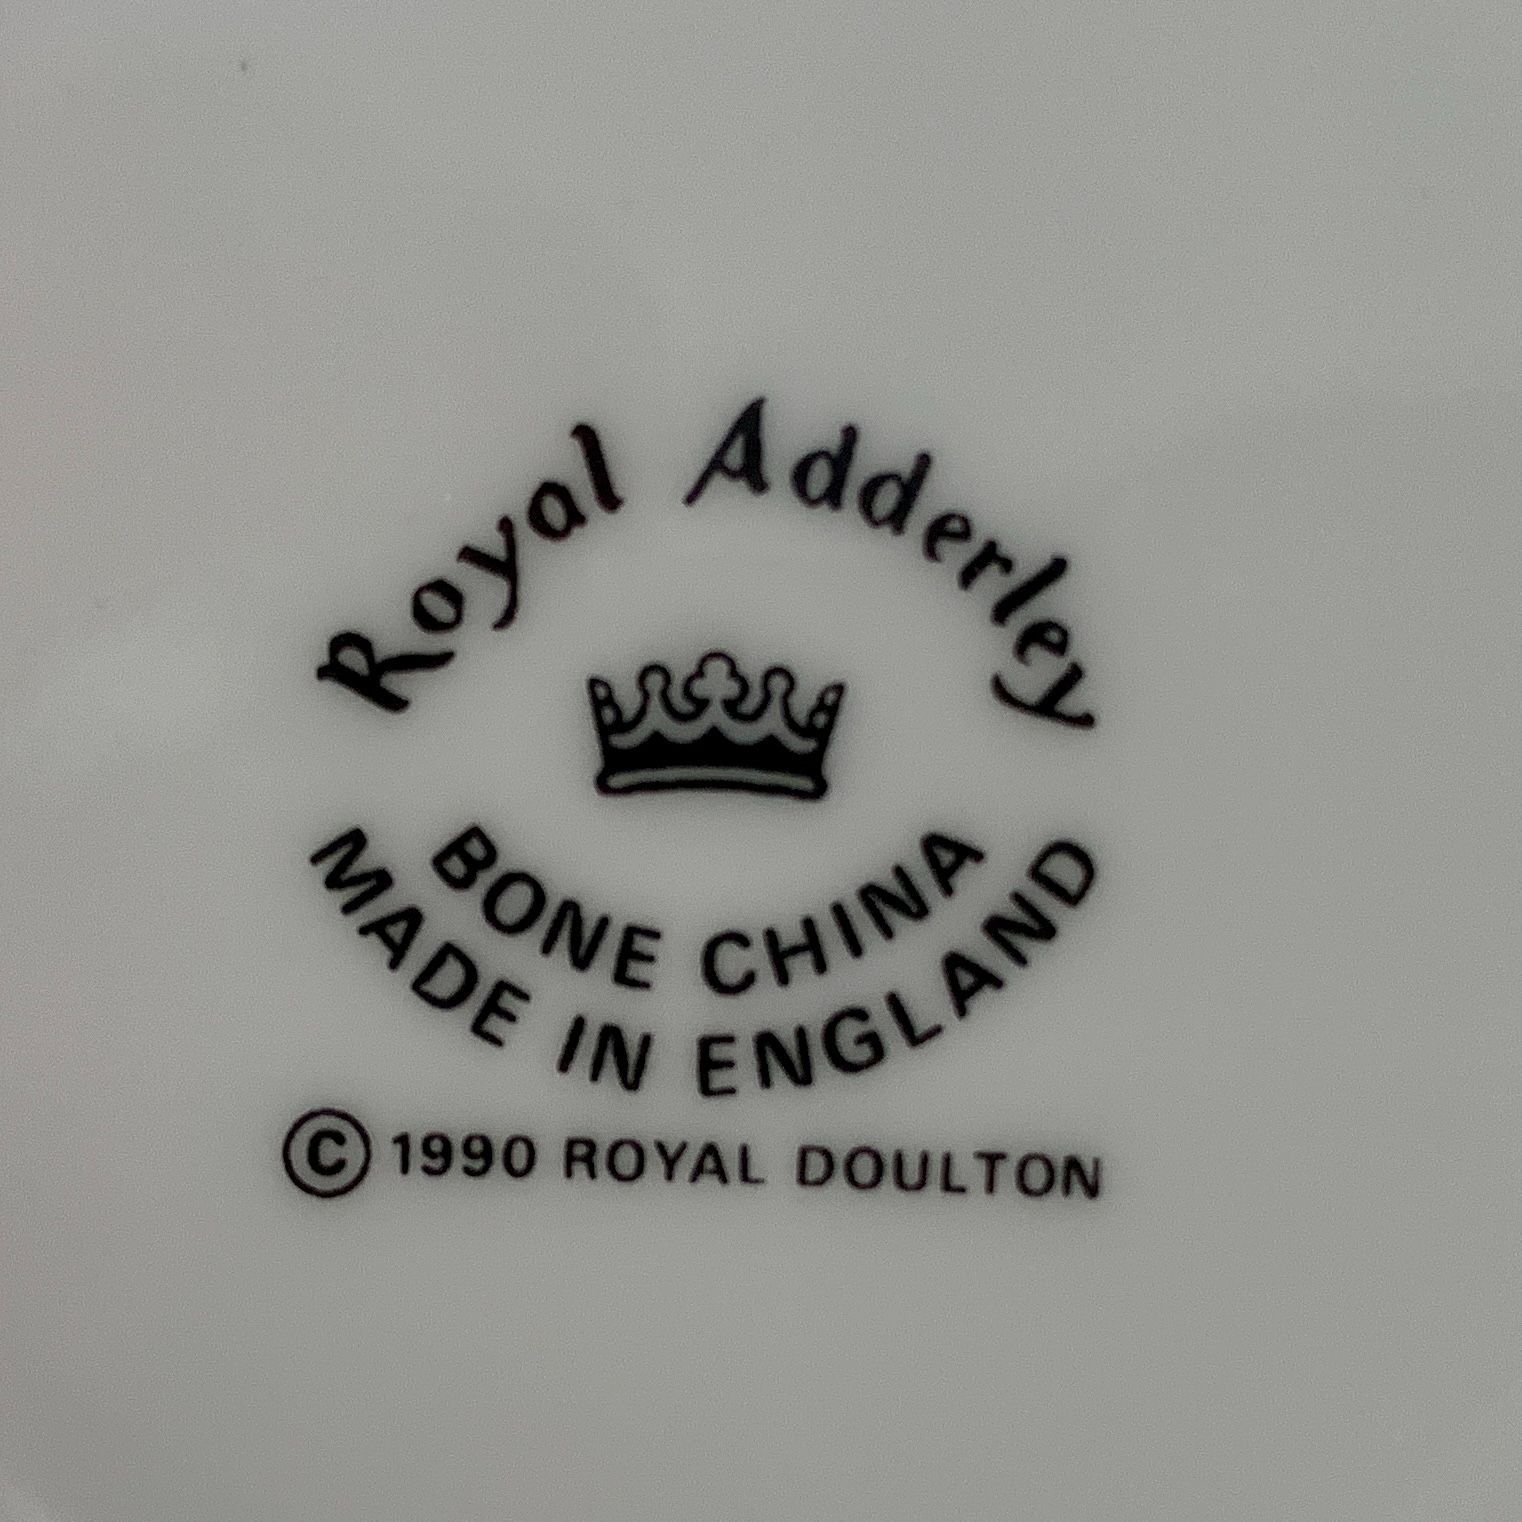 Royal Adderley
BONE CHINA
MADE IN ENGLAND
© 1990 ROYAL DOULTON